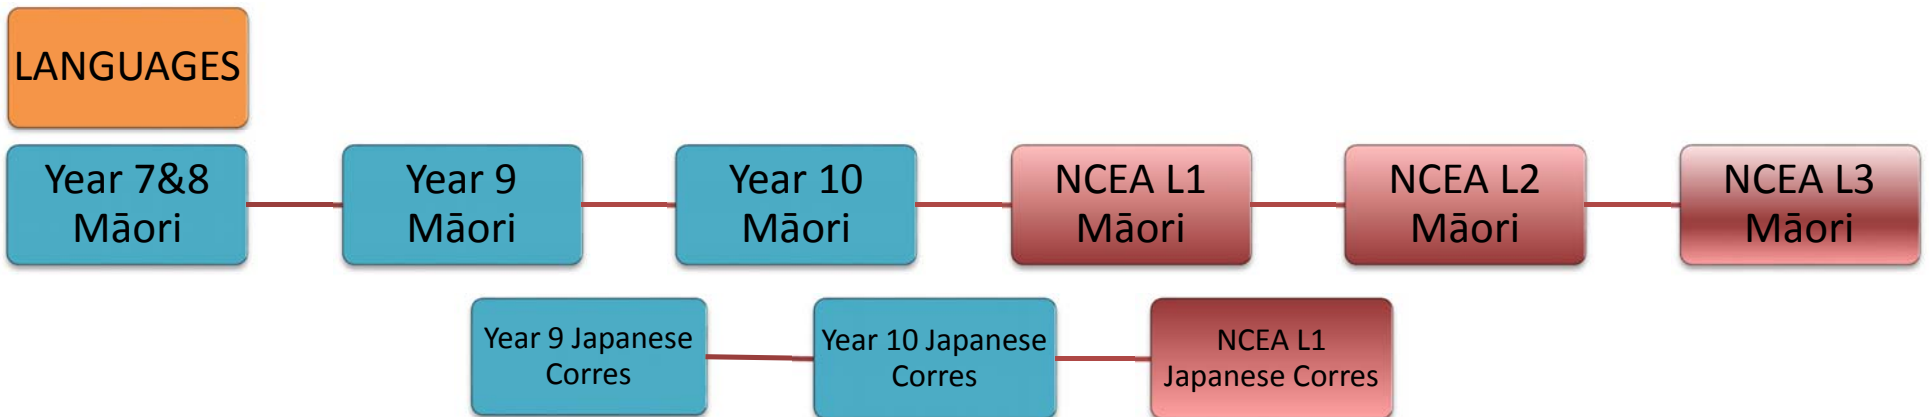 LANGUAGES
Year 7&8
Māori
Year 9
Māori
Year 10
Māori
NCEA L1
Māori
NCEA L2
Māori
NCEA L3
Māori
Year 9 Japanese
Corres
Year 10 Japanese
Corres
NCEA L1
Japanese Corres